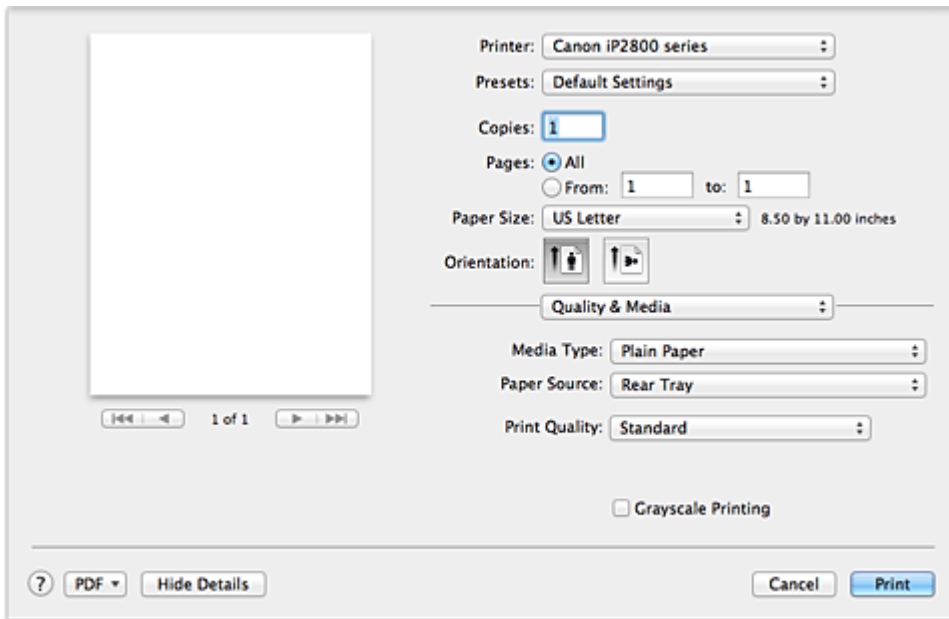 Printer: Canon iP2800 series
Presets: Default Settings
Copies: 1
Pages: All
From: 1 to: 1
Paper Size: US Letter 8.50 by 11.00 inches
Orientation:
Quality & Media
Media Type: Plain Paper
Paper Source: Rear Tray
1 of 1
Print Quality: Standard
Grayscale Printing
? PDF Hide Details Cancel Print